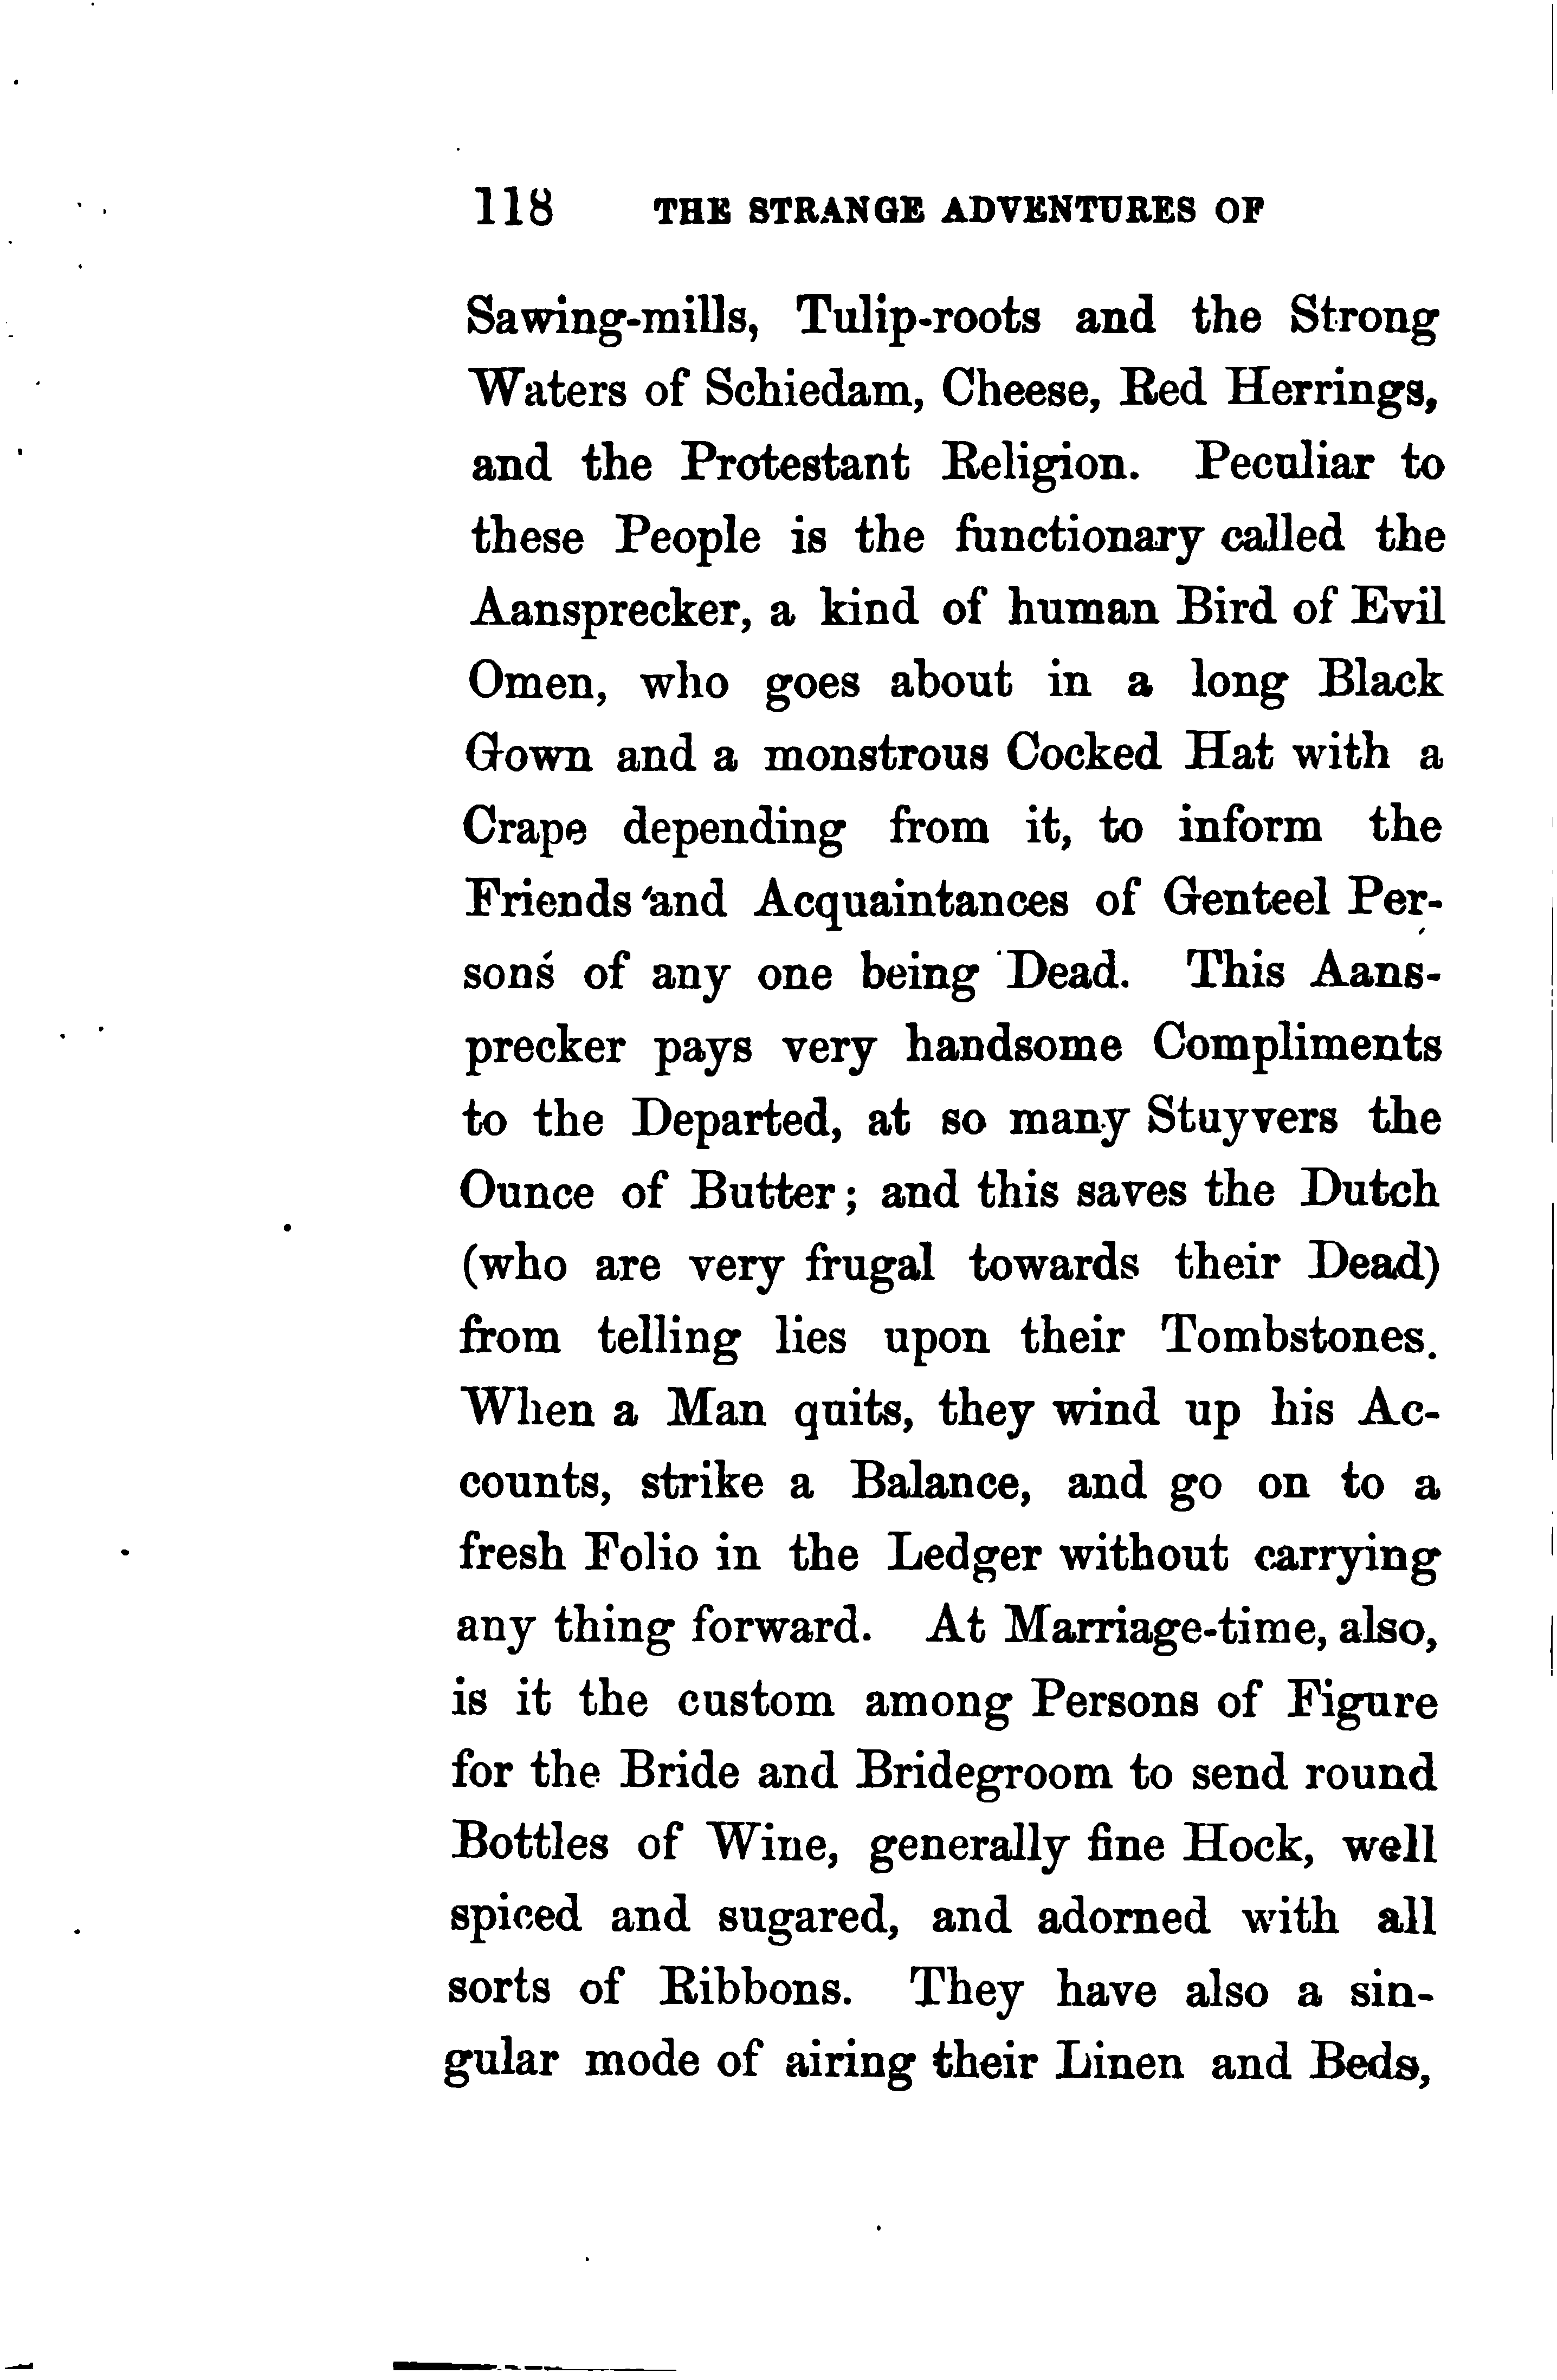 118 THE STRANGE ADVENTURES OF
Sawing-mills, Tulip-roots and the Strong
Waters of Schiedam, Cheese, Red Herrings,
and the Protestant Religion. Peculiar to
these People is the functionary called the
Aansprecker, a kind of human Bird of Evil
Omen, who goes about in a long Black
Gown and a monstrous Cocked Hat with a
Crape depending from it, to inform the
Friends and Acquaintances of Genteel Per-
sons of any one being Dead. This Aans-
precker pays very handsome Compliments
to the Departed, at so many Stuyvers the
Ounce of Butter; and this saves the Dutch
(who are very frugal towards their Dead)
from telling lies upon their Tombstones.
When a Man quits, they wind up his Ac-
counts, strike a Balance, and go on to a
fresh Folio in the Ledger without carrying
any thing forward. At Marriage-time, also,
is it the custom among Persons of Figure
for the Bride and Bridegroom to send round
Bottles of Wine, generally fine Hock, well
spiced and sugared, and adorned with all
sorts of Ribbons. They have also a sin-
gular mode of airing their Linen and Beds,